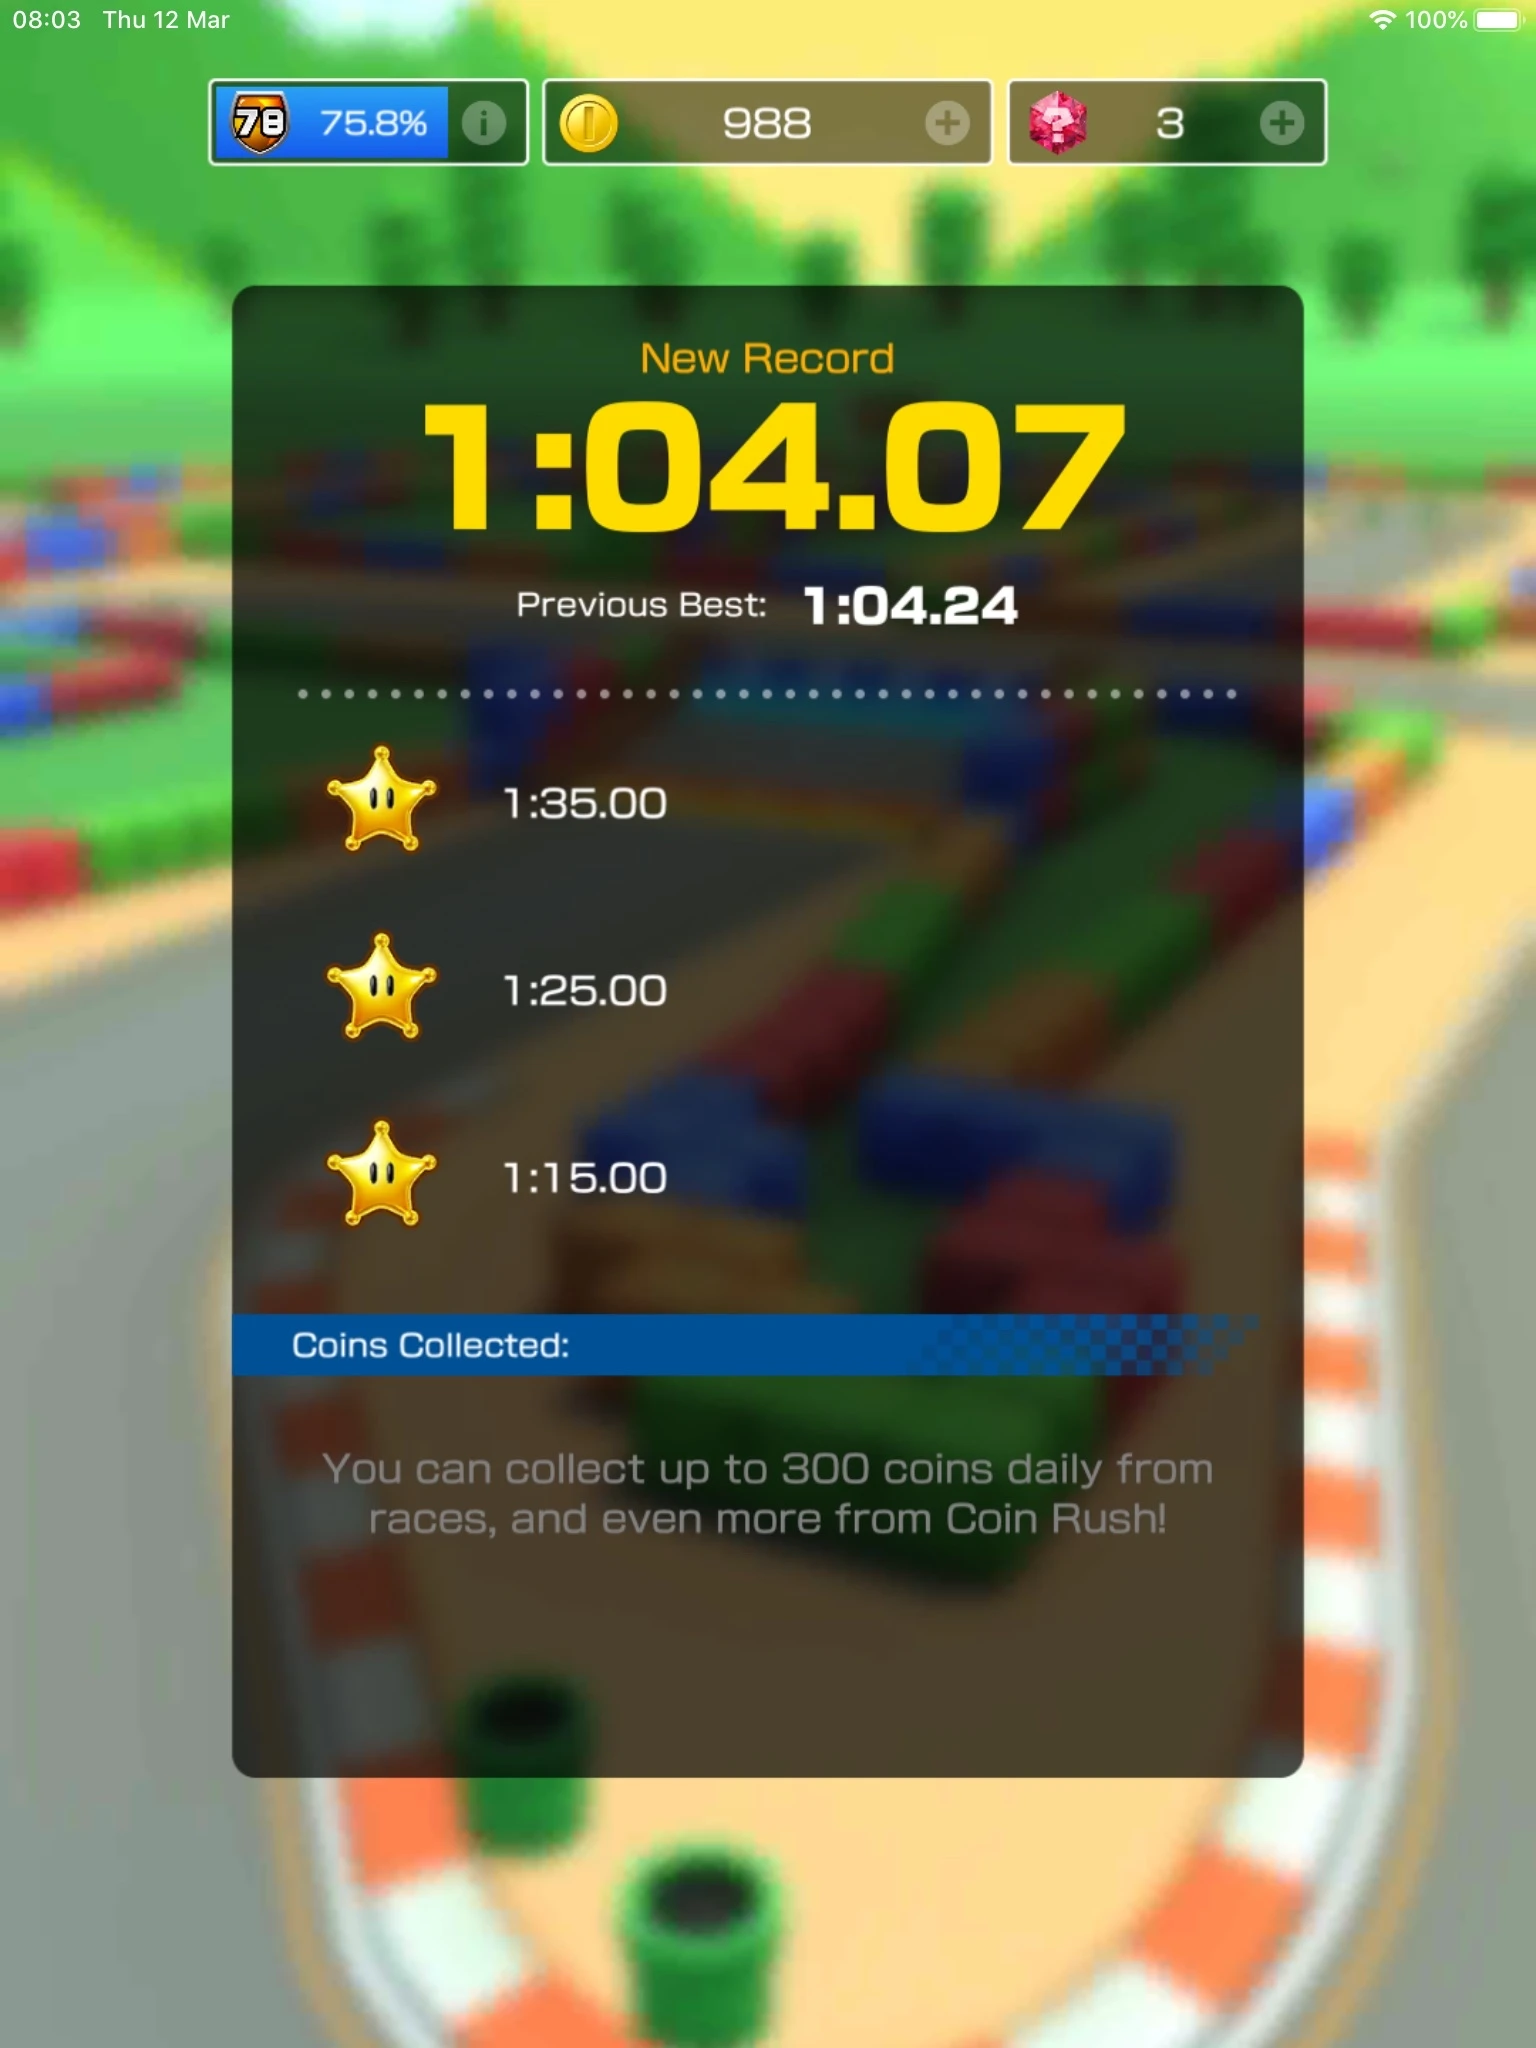 08:03 Thu 12 Mar 100%
78 75.8% i 988 + ? 3 +
New Record
1:04.07
Previous Best: 1:04.24
1:35.00
1:25.00
1:15.00
Coins Collected:
You can collect up to 300 coins daily from
races, and even more from Coin Rush!